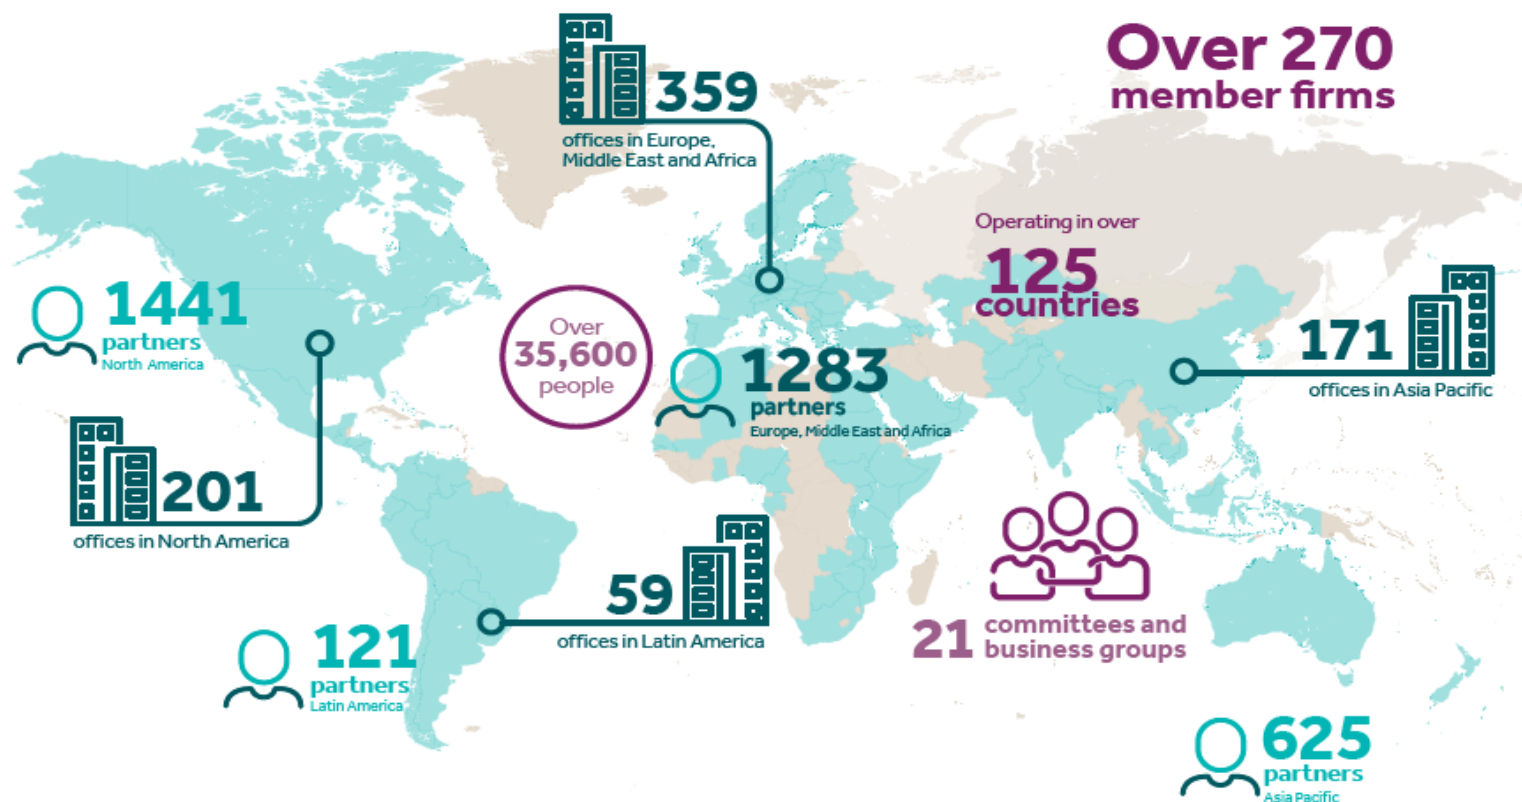 Over 270
member firms
359
offices in Europe,
Middle East and Africa
Operating in over
125
countries
1441
partners
North America
Over
35,600
people
1283
partners
Europe, Middle East and Africa
171
offices in Asia Pacific
201
offices in North America
59
offices in Latin America
21
committees and
business groups
121
partners
Latin America
625
partners
Asia Pacific